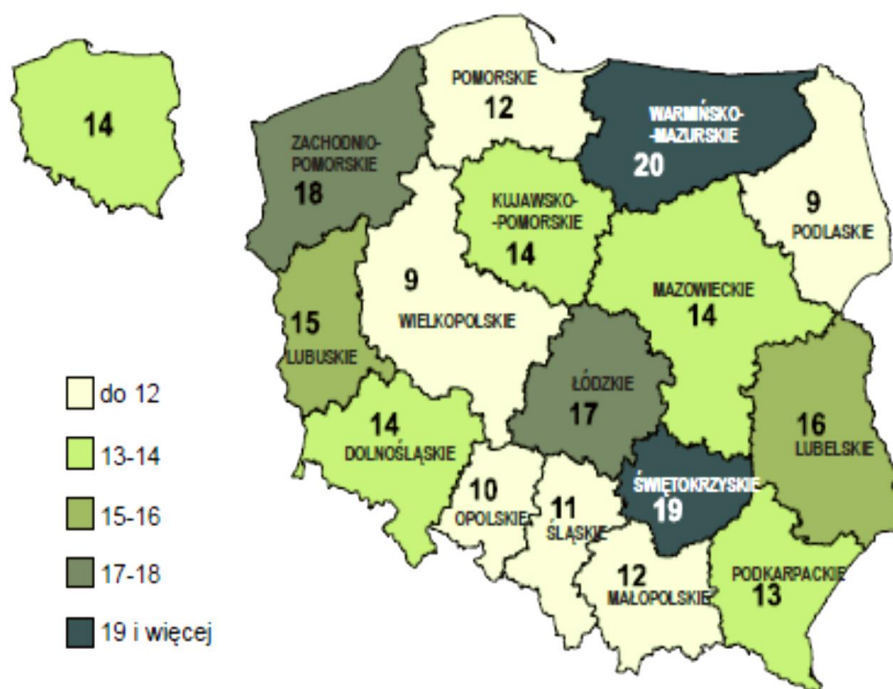 14
POMORSKIE
12
WARMIŃSKO-
-MAZURSKIE
20
ZACHODNIO-
POMORSKIE
18
KUJAWSKO-
-POMORSKIE
14
9
PODLASKIE
9
WIELKOPOLSKIE
MAZOWIECKIE
14
15
LUBUSKIE
ŁÓDZKIE
17
16
LUBELSKIE
14
DOLNOŚLĄSKIE
10
OPOLSKIE
11
ŚLĄSKIE
ŚWIĘTOKRZYSKIE
19
12
MAŁOPOLSKIE
PODKARPACKIE
13
do 12
13-14
15-16
17-18
19 i więcej